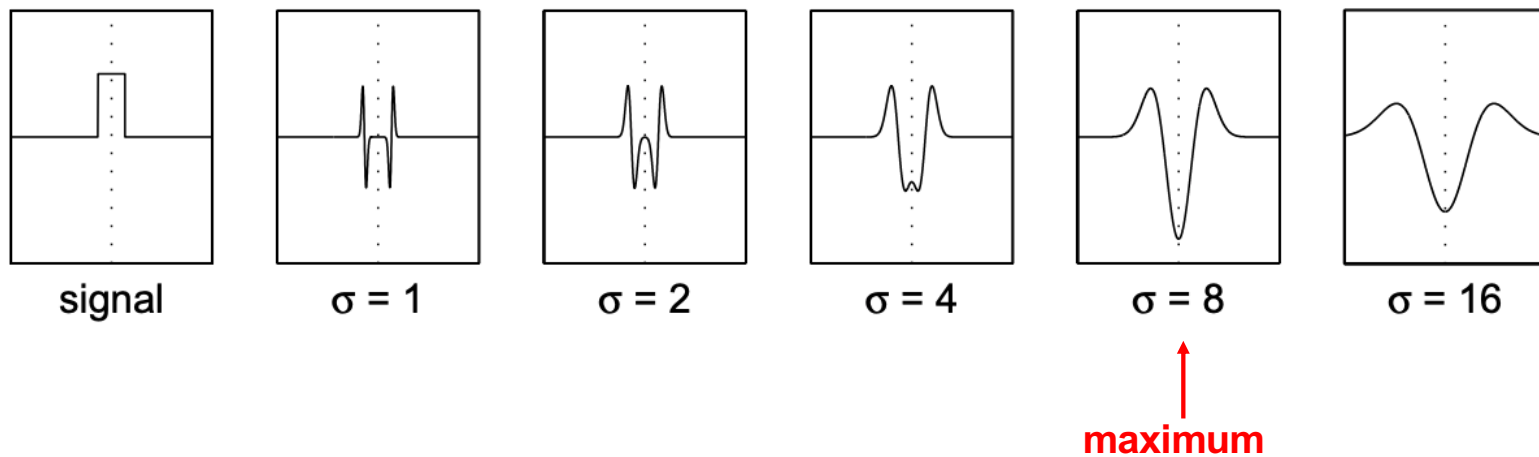 signal
σ = 1
σ = 2
σ = 4
σ = 8
σ = 16
maximum